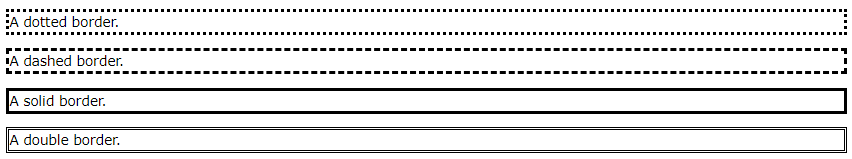 A dotted border.
A dashed border.
A solid border.
A double border.